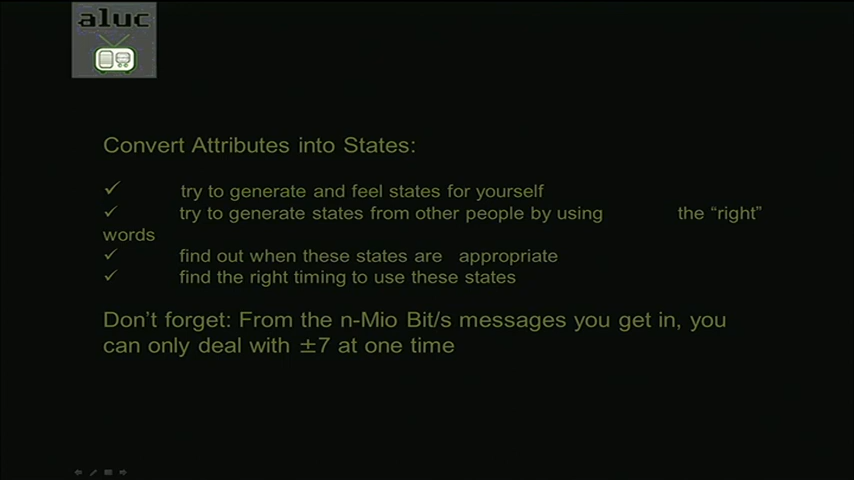 aluc
Convert Attributes into States:
✓ try to generate and feel states for yourself
✓ try to generate states from other people by using the “right”
words
✓ find out when these states are appropriate
✓ find the right timing to use these states
Don’t forget: From the n-Mio Bit/s messages you get in, you
can only deal with ±7 at one time